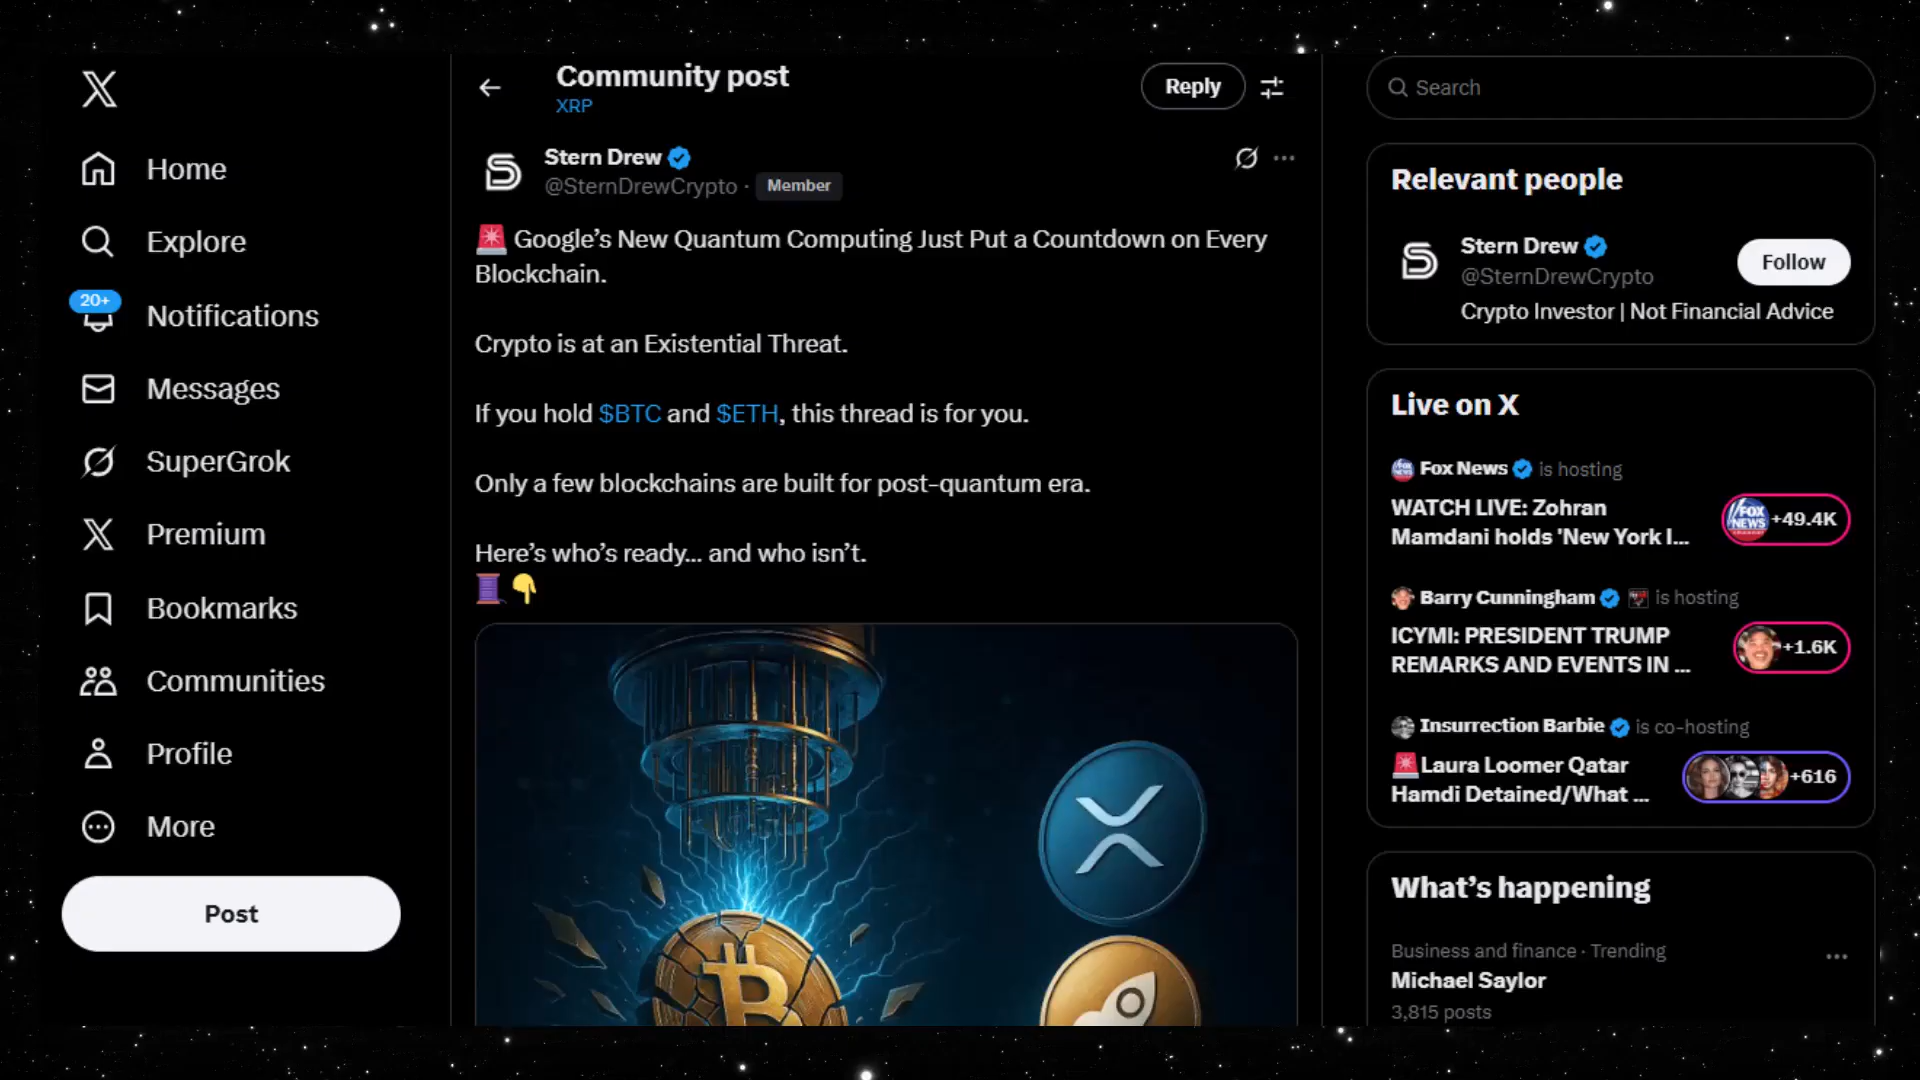 Home
Explore
20+
Notifications
Messages
SuperGrok
Premium
Bookmarks
Communities
Profile
More
Post
Community post
XRP
Reply
Stern Drew
@SternDrewCrypto · Member
🚨 Google’s New Quantum Computing Just Put a Countdown on Every
Blockchain.
Crypto is at an Existential Threat.
If you hold $BTC and $ETH, this thread is for you.
Only a few blockchains are built for post-quantum era.
Here’s who’s ready... and who isn’t.
🧵👇
Search
Relevant people
Stern Drew
@SternDrewCrypto
Follow
Crypto Investor | Not Financial Advice
Live on X
Fox News is hosting
WATCH LIVE: Zohran
Mamdani holds 'New York I...
FOX NEWS
+49.4K
Barry Cunningham is hosting
ICYMI: PRESIDENT TRUMP
REMARKS AND EVENTS IN ...
+1.6K
Insurrection Barbie is co-hosting
🚨Laura Loomer Qatar
Hamdi Detained/What ...
+616
What’s happening
Business and finance · Trending
Michael Saylor
3,815 posts